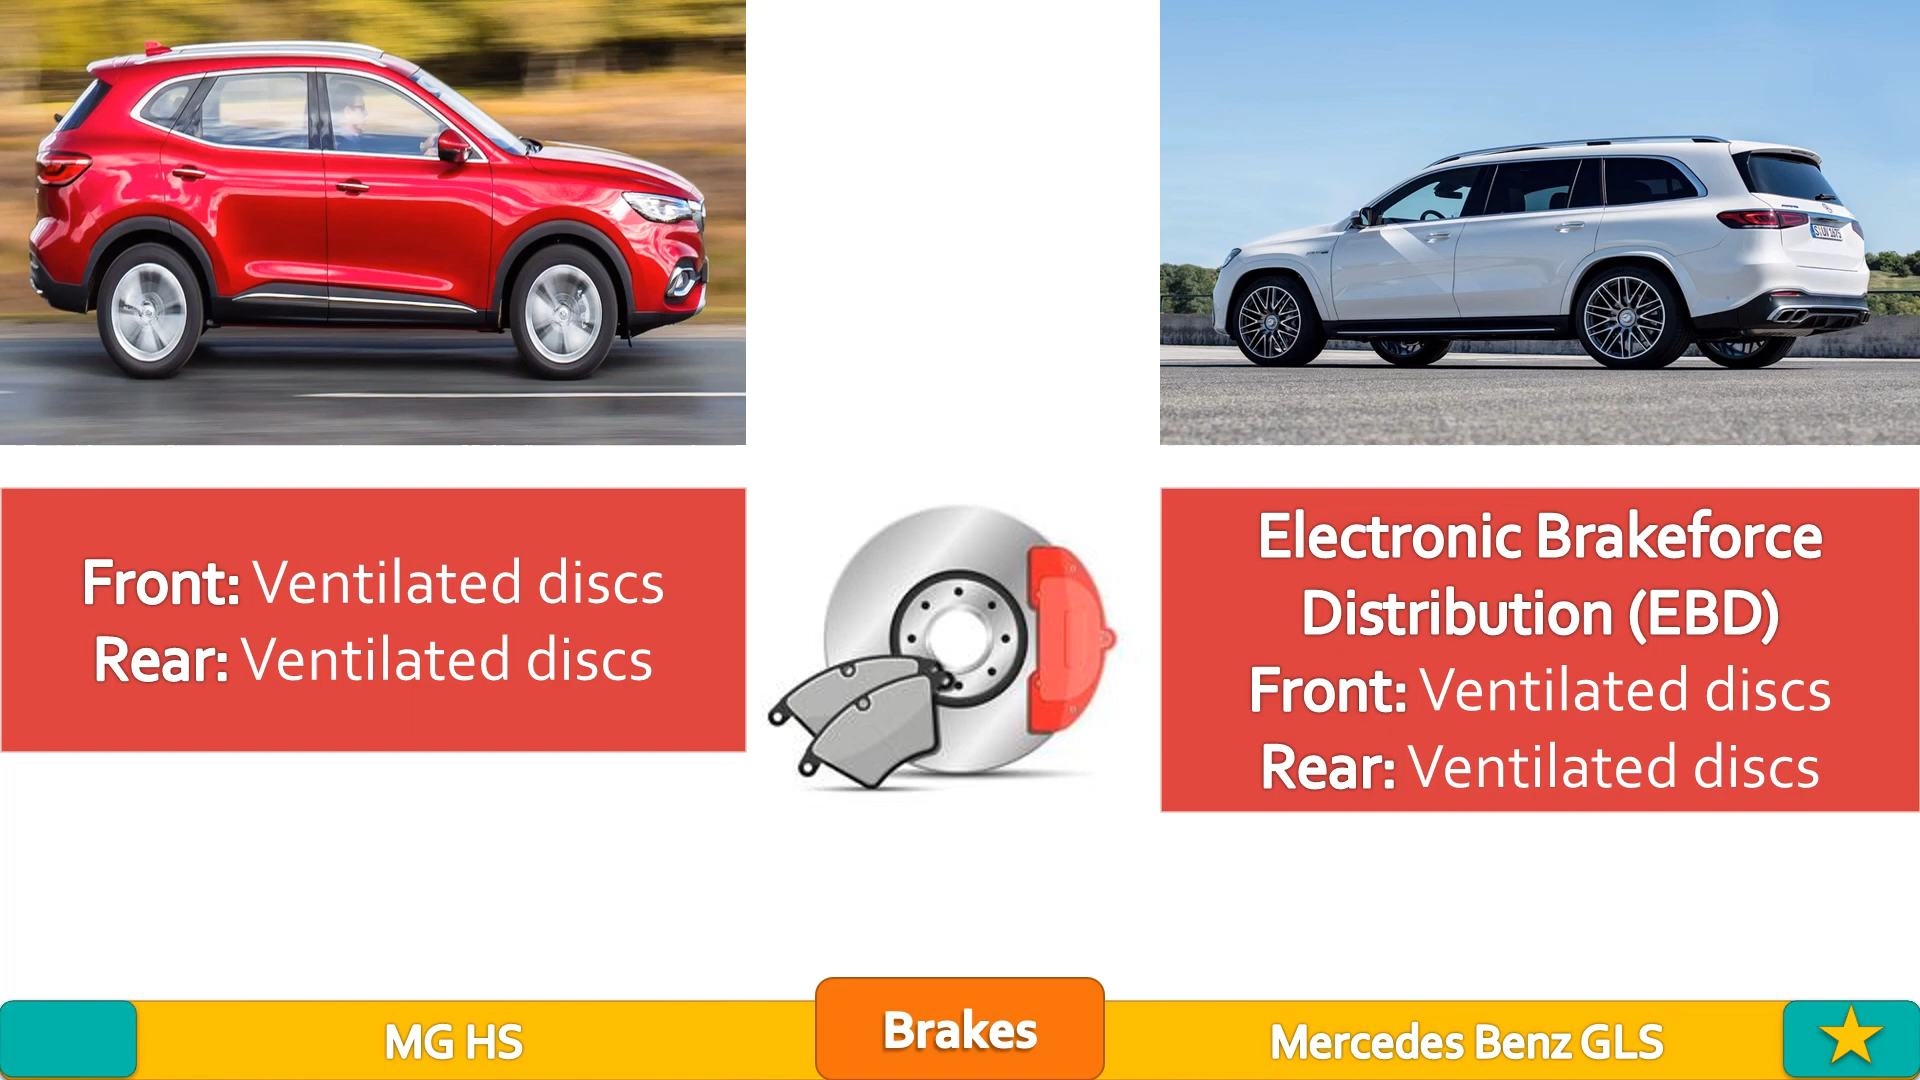 Front: Ventilated discs
Rear: Ventilated discs
Electronic Brakeforce
Distribution (EBD)
Front: Ventilated discs
Rear: Ventilated discs
MG HS
Brakes
Mercedes Benz GLS